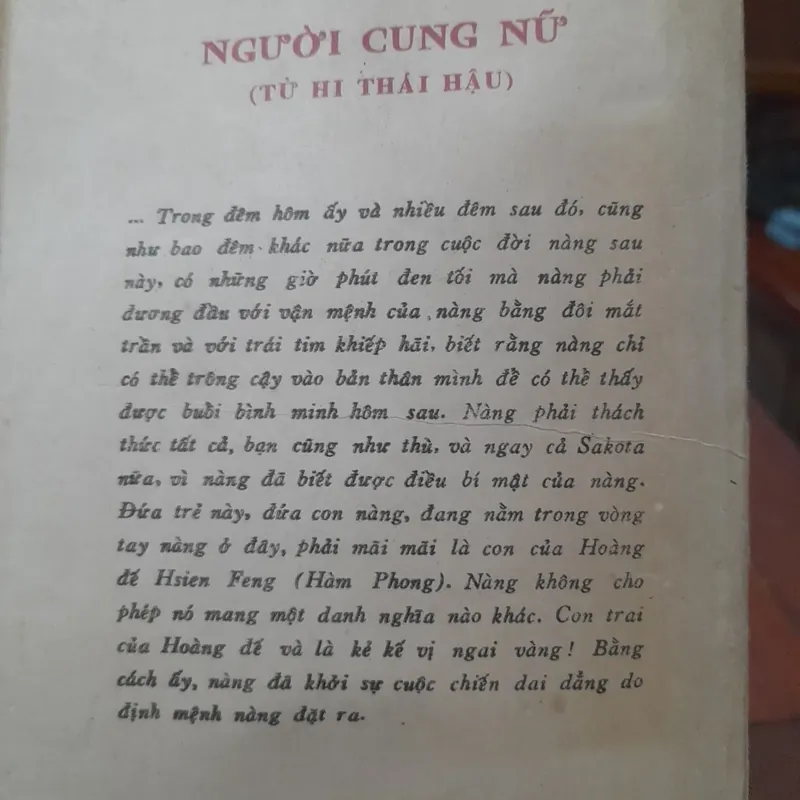 NGƯỜI CUNG NỮ
(TỪ HI THÁI HẬU)
... Trong đêm hôm ấy và nhiều đêm sau đó, cũng
như bao đêm khác nữa trong cuộc đời nàng sau
này, có những giờ phút đen tối mà nàng phải
đương đầu với vận mệnh của nàng bằng đôi mắt
trần và với trái tim khiếp hãi, biết rằng nàng chỉ
có thể trông cậy vào bản thân mình để có thể thấy
được buổi bình minh hôm sau. Nàng phải thách
thức tất cả, bạn cũng như thù, và ngay cả Sakota
nữa, vì nàng đã biết được điều bí mật của nàng.
Đứa trẻ này, đứa con nàng, đang nằm trong vòng
tay nàng ở đây, phải mãi mãi là con của Hoàng
đế Hsien Feng (Hàm Phong). Nàng không cho
phép nó mang một danh nghĩa nào khác. Con trai
của Hoàng đế và là kẻ kế vị ngai vàng! Bằng
cách ấy, nàng đã khởi sự cuộc chiến dai dẳng do
định mệnh nàng đặt ra.